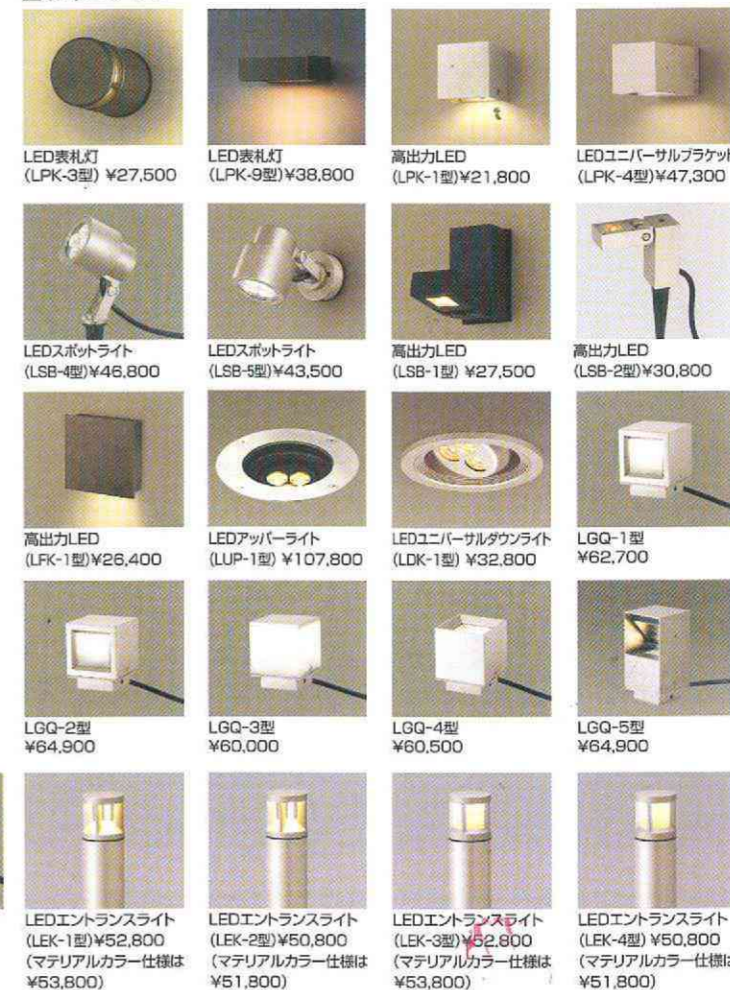 LED表札灯
(LPK-3型) ¥27,500
LED表札灯
(LPK-9型)¥38,800
高出力LED
(LPK-1型)¥21,800
LEDユニバーサルブラケット
(LPK-4型)¥47,300
LEDスポットライト
(LSB-4型)¥46,800
LEDスポットライト
(LSB-5型)¥43,500
高出力LED
(LSB-1型) ¥27,500
高出力LED
(LSB-2型)¥30,800
高出力LED
(LFK-1型)¥26,400
LEDアッパーライト
(LUP-1型) ¥107,800
LEDユニバーサルダウンライト
(LDK-1型) ¥32,800
LGQ-1型
¥62,700
LGQ-2型
¥64,900
LGQ-3型
¥60,000
LGQ-4型
¥60,500
LGQ-5型
¥64,900
LEDエントランスライト
(LEK-1型)¥52,800
(マテリアルカラー仕様は
¥53,800)
LEDエントランスライト
(LEK-2型)¥50,800
(マテリアルカラー仕様は
¥51,800)
LEDエントランスライト
(LEK-3型)¥52,800
(マテリアルカラー仕様は
¥53,800)
LEDエントランスライト
(LEK-4型)¥50,800
(マテリアルカラー仕様は
¥51,800)